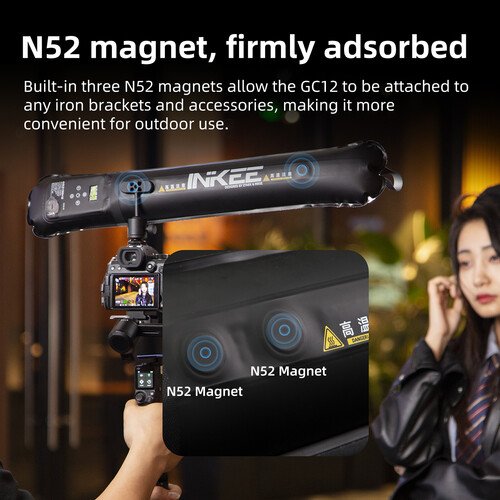 N52 magnet, firmly adsorbed
Built-in three N52 magnets allow the GC12 to be attached to
any iron brackets and accessories, making it more
convenient for outdoor use.
INKEE
N52 Magnet
N52 Magnet
高温
DANGER